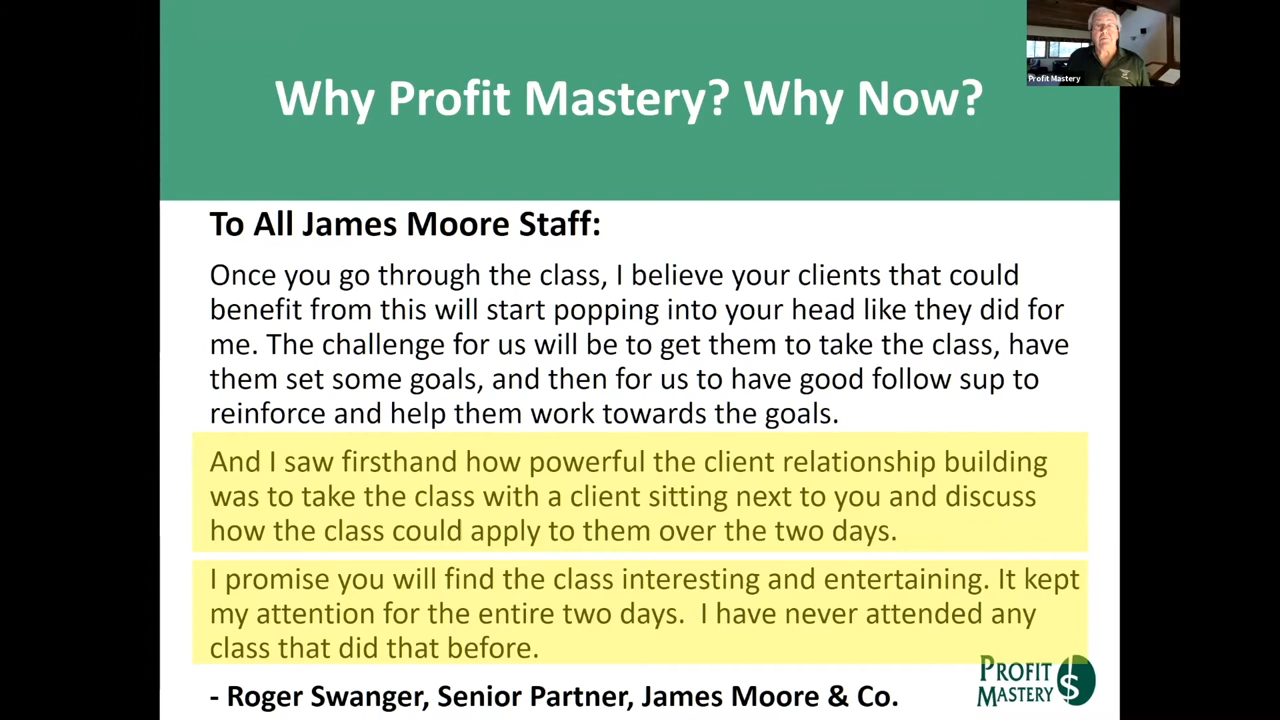 Why Profit Mastery? Why Now?
Profit Mastery
To All James Moore Staff:
Once you go through the class, I believe your clients that could
benefit from this will start popping into your head like they did for
me. The challenge for us will be to get them to take the class, have
them set some goals, and then for us to have good follow sup to
reinforce and help them work towards the goals.
And I saw firsthand how powerful the client relationship building
was to take the class with a client sitting next to you and discuss
how the class could apply to them over the two days.
I promise you will find the class interesting and entertaining. It kept
my attention for the entire two days.  I have never attended any
class that did that before.
- Roger Swanger, Senior Partner, James Moore & Co.
PROFIT
MASTERY
$